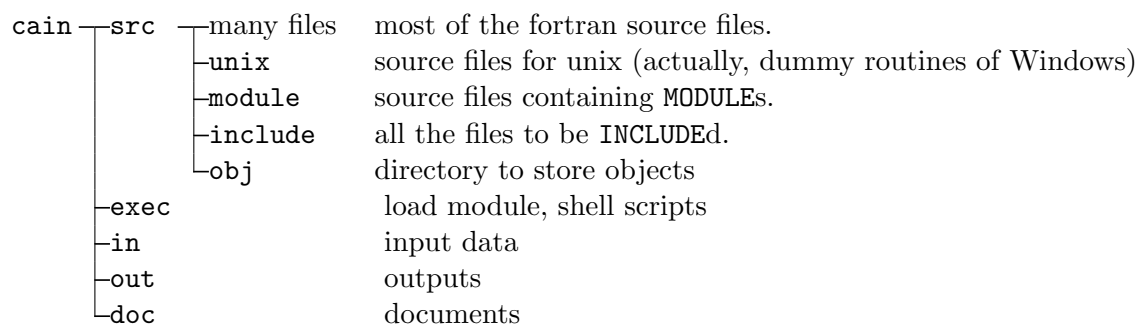 cain src many files most of the fortran source files.
unix source files for unix (actually, dummy routines of Windows)
module source files containing MODULEs.
include all the files to be INCLUDEd.
obj directory to store objects
exec load module, shell scripts
in input data
out outputs
doc documents